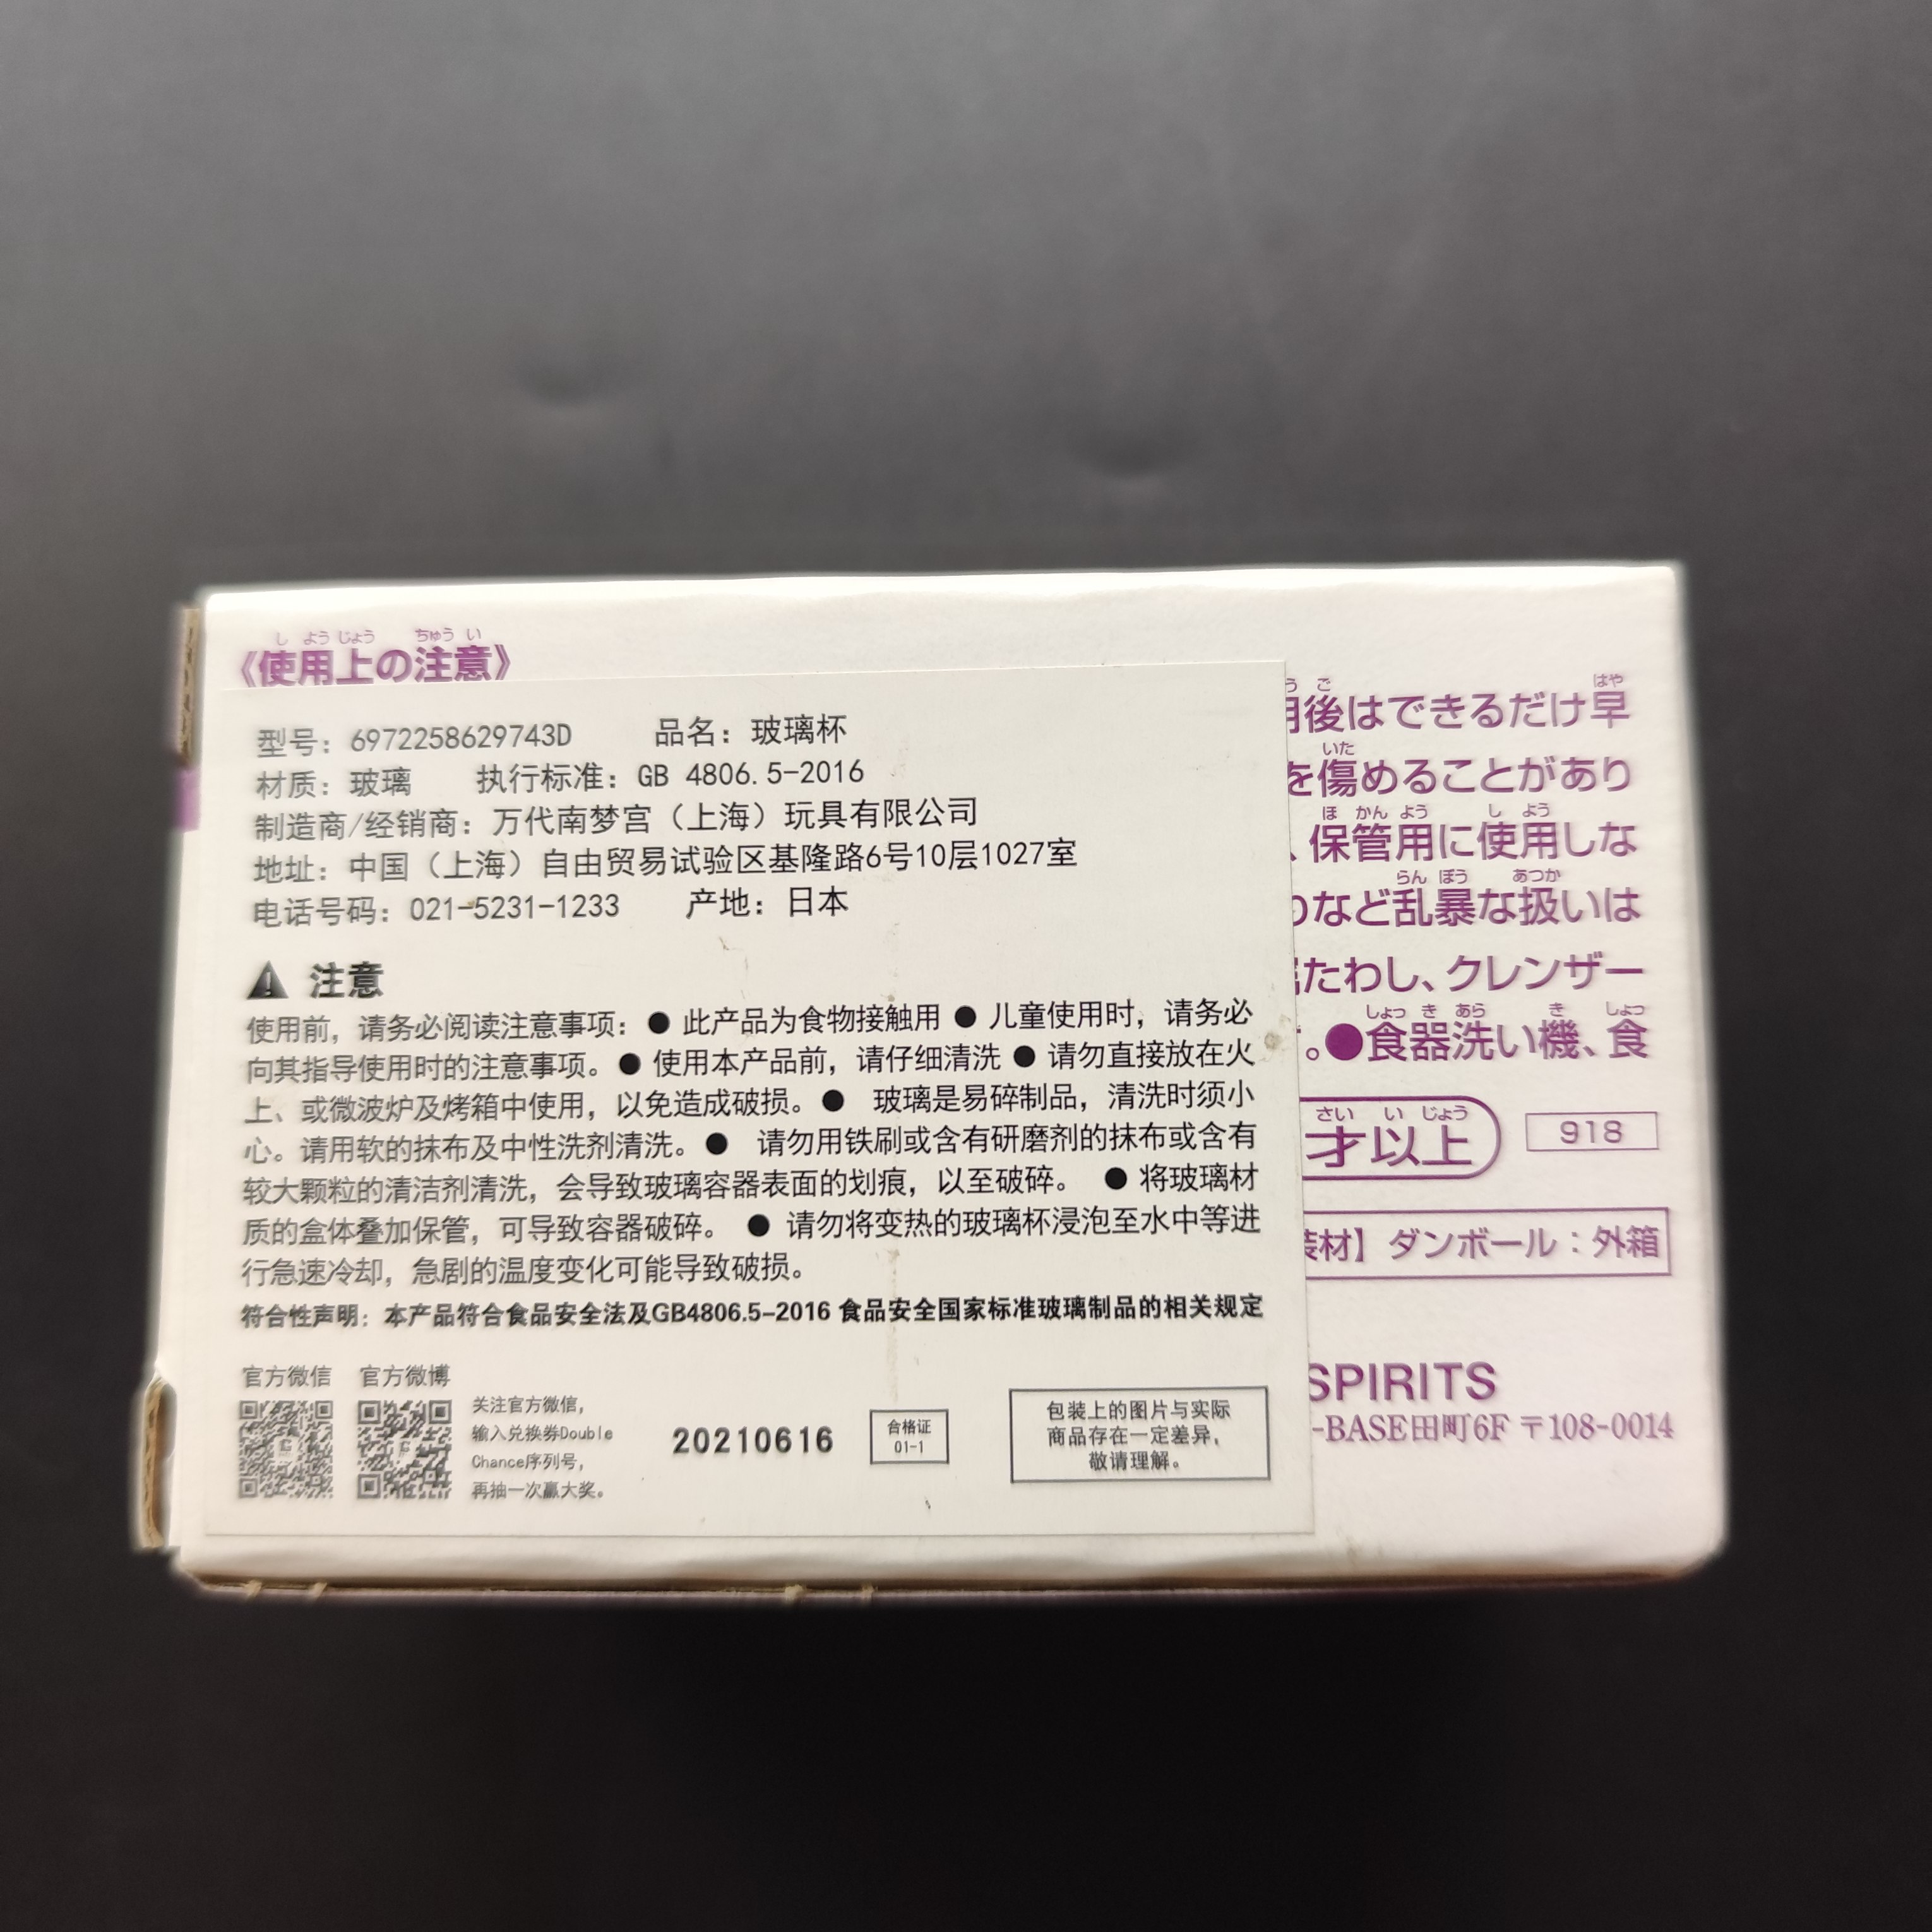 《使用上の注意》
型号：6972258629743D 品名：玻璃杯
材质：玻璃 执行标准：GB 4806.5-2016
制造商/经销商：万代南梦宫（上海）玩具有限公司
地址：中国（上海）自由贸易试验区基隆路6号10层1027室
电话号码：021-5231-1233 产地：日本
注意
使用前，请务必阅读注意事项：● 此产品为食物接触用 ● 儿童使用时，请务必
向其指导使用时的注意事项。● 使用本产品前，请仔细清洗 ● 请勿直接放在火
上、或微波炉及烤箱中使用，以免造成破损。● 玻璃是易碎制品，清洗时须小
心。请用软的抹布及中性洗剂清洗。● 请勿用铁刷或含有研磨剂的抹布或含有
较大颗粒的清洁剂清洗，会导致玻璃容器表面的划痕，以至破碎。 ● 将玻璃材
质的盒体叠加保管，可导致容器破碎。 ● 请勿将变热的玻璃杯浸泡至水中等进
行急速冷却，急剧的温度变化可能导致破损。
符合性声明：本产品符合食品安全法及GB4806.5-2016 食品安全国家标准玻璃制品的相关规定
官方微信 官方微博
关注官方微信，
输入兑换券Double
Chance序列号，
再抽一次赢大奖。
20210616
合格证
01-1
包装上的图片与实际
商品存在一定差异，
敬请理解。
後はできるだけ早
を傷めることがあり
、保管用に使用しな
など乱暴な扱いは
たわし、クレンザー
。●食器洗い機、食
才以上
918
材】ダンボール：外箱
SPIRITS
-BASE田町6F 〒108-0014